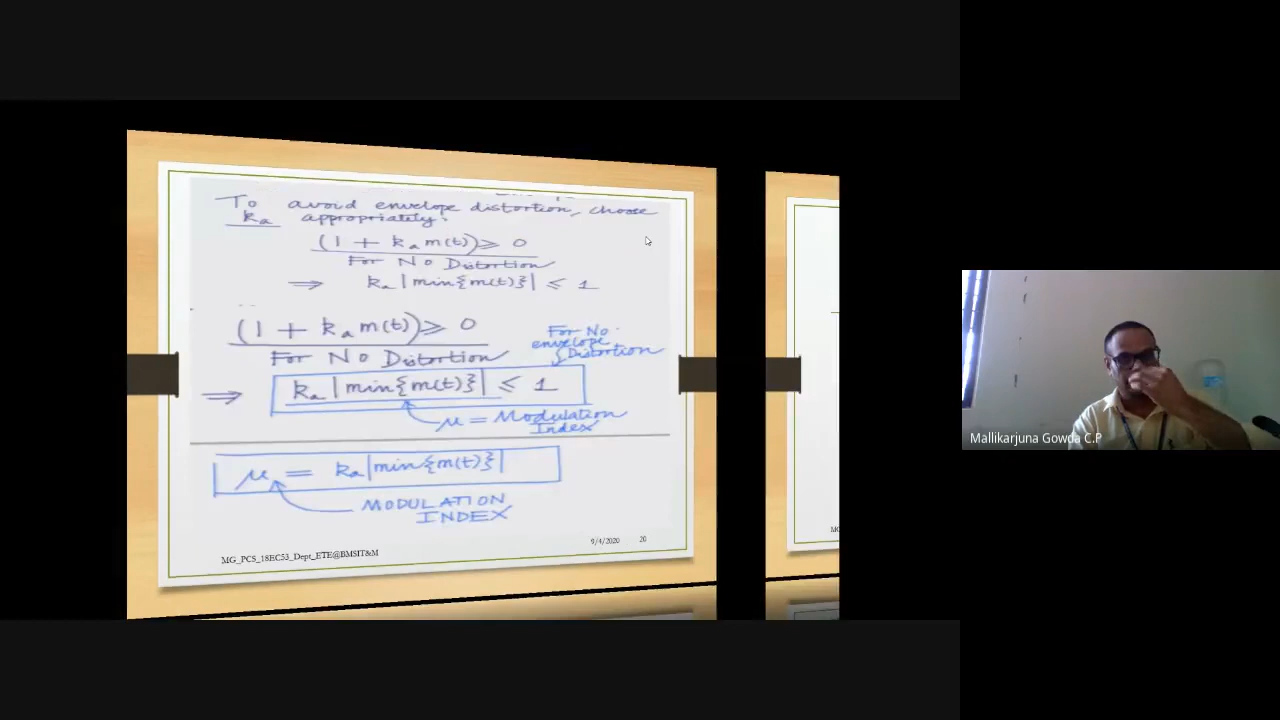 To avoid envelope distortion, choose
ka appropriately.
(1 + ka m(t)) ⩾ 0
For No Distortion
⇒ ka |min{m(t)}| ≤ 1
(1 + ka m(t)) ⩾ 0
For No Distortion
For No
envelope
Distortion
⇒ ka |min{m(t)}| ≤ 1
μ = Modulation
Index
μ = ka |min{m(t)}|
MODULATION
INDEX
9/4/2020 20
MG_PCS_18EC53_Dept_ETE@BMSIT&M
Mallikarjuna Gowda C.P